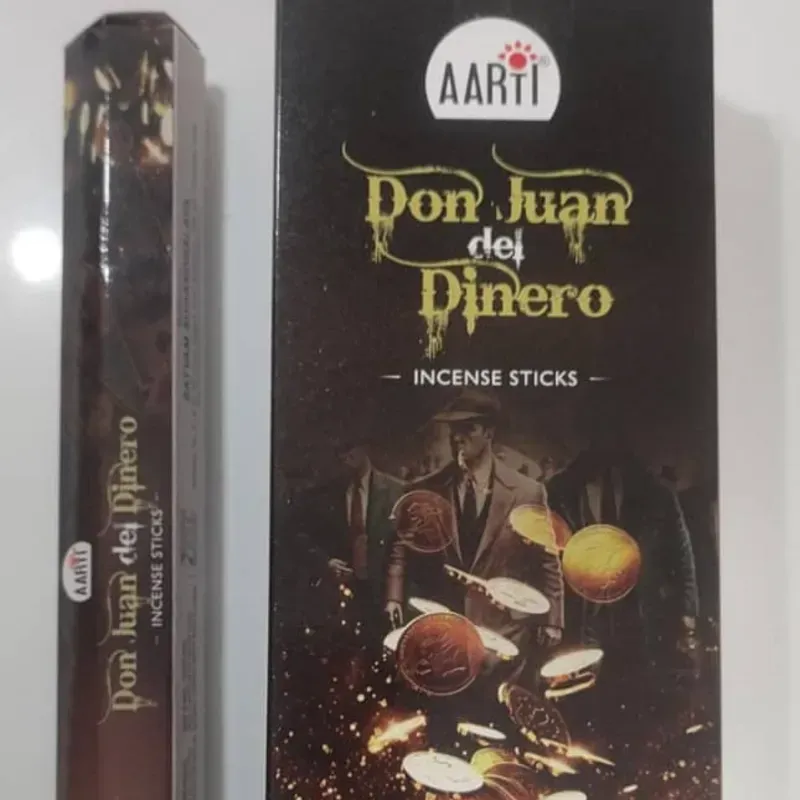 AARTI
Don Juan
del
Dinero
INCENSE STICKS
AARTI
Don Juan del Dinero
INCENSE STICKS